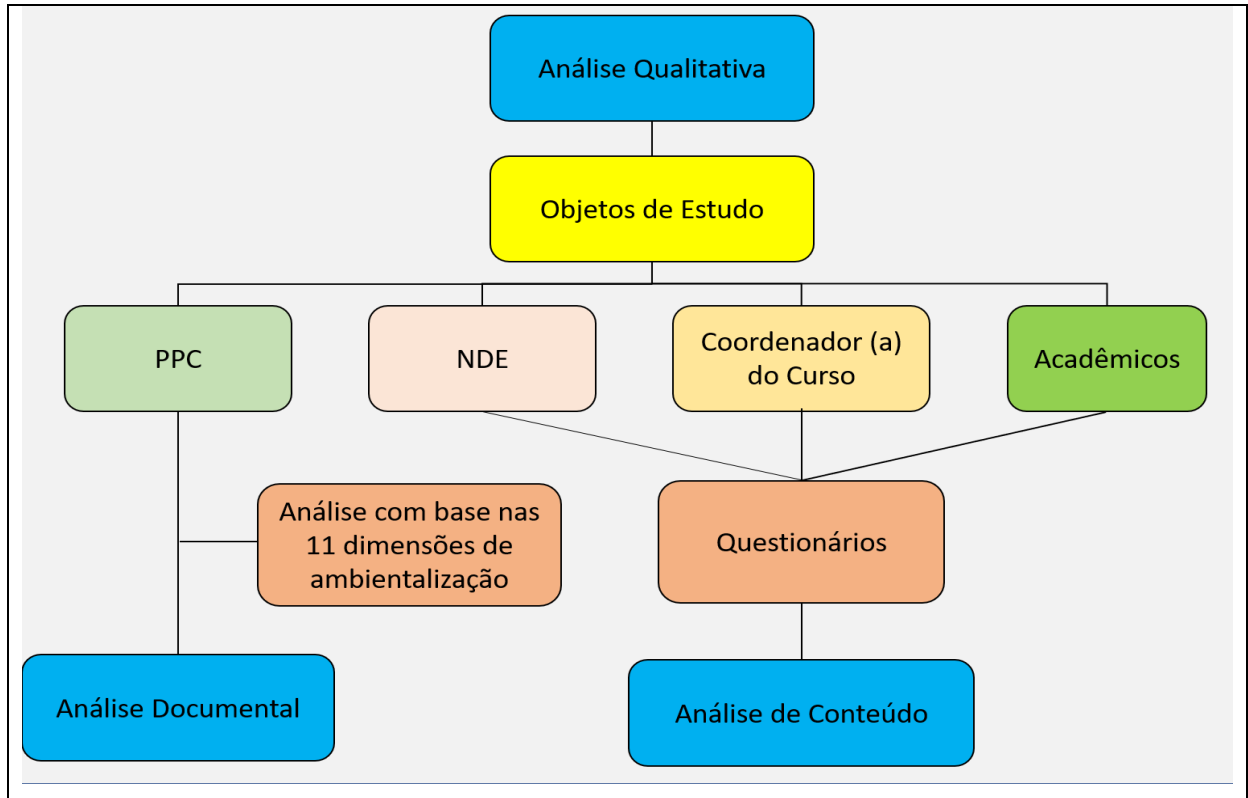 Análise Qualitativa
Objetos de Estudo
PPC
NDE
Coordenador (a)
do Curso
Acadêmicos
Análise com base nas
11 dimensões de
ambientalização
Questionários
Análise Documental
Análise de Conteúdo